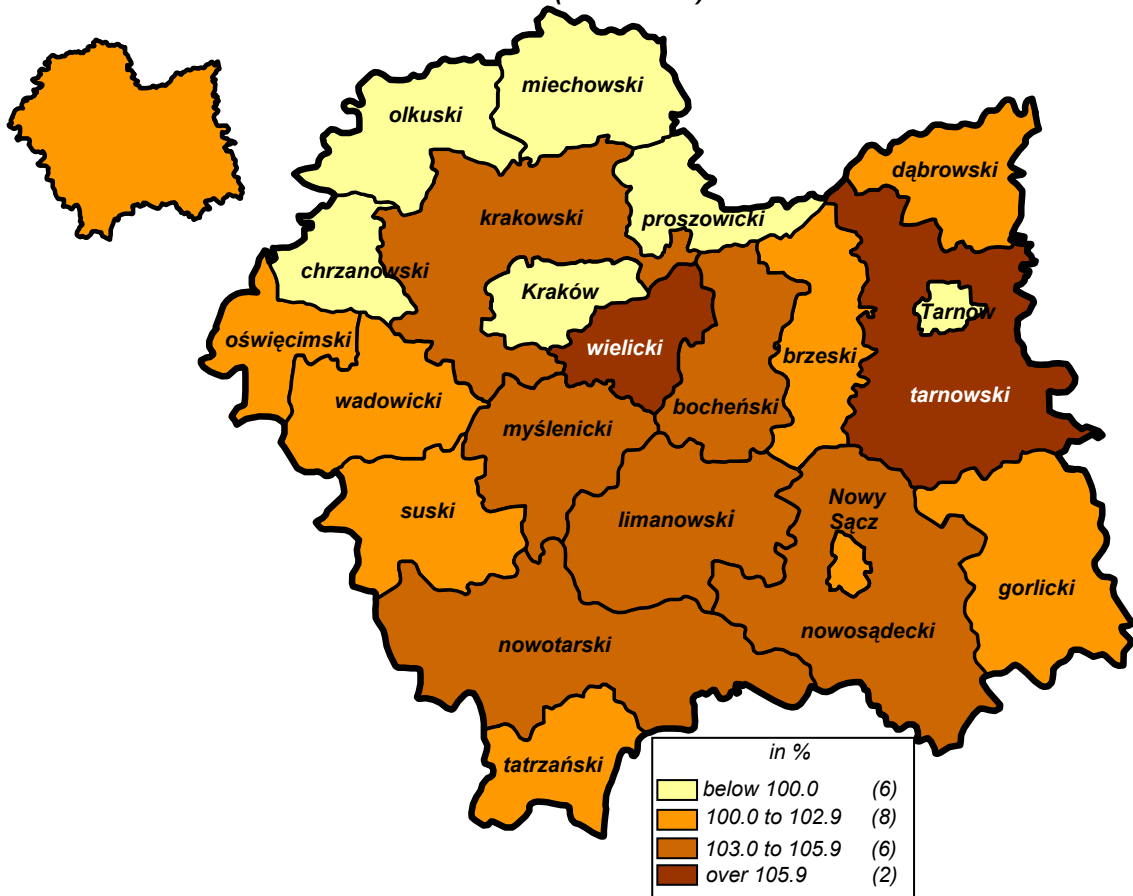 miechowski
olkuski
dąbrowski
krakowski
proszowicki
chrzanowski
Kraków
Tarnów
oświęcimski
wielicki
brzeski
tarnowski
wadowicki
bocheński
myślenicki
suski
limanowski
Nowy
Sącz
gorlicki
nowotarski
nowosądecki
tatrzański
in %
below 100.0 (6)
100.0 to 102.9 (8)
103.0 to 105.9 (6)
over 105.9 (2)